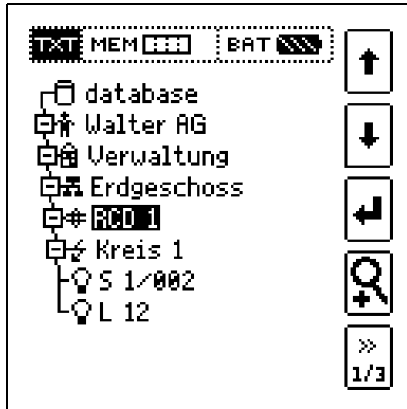 TXT MEM BAT
database
Walter AG
Verwaltung
Erdgeschoss
RCD 1
Kreis 1
S 1/002
L 12
»
1/3